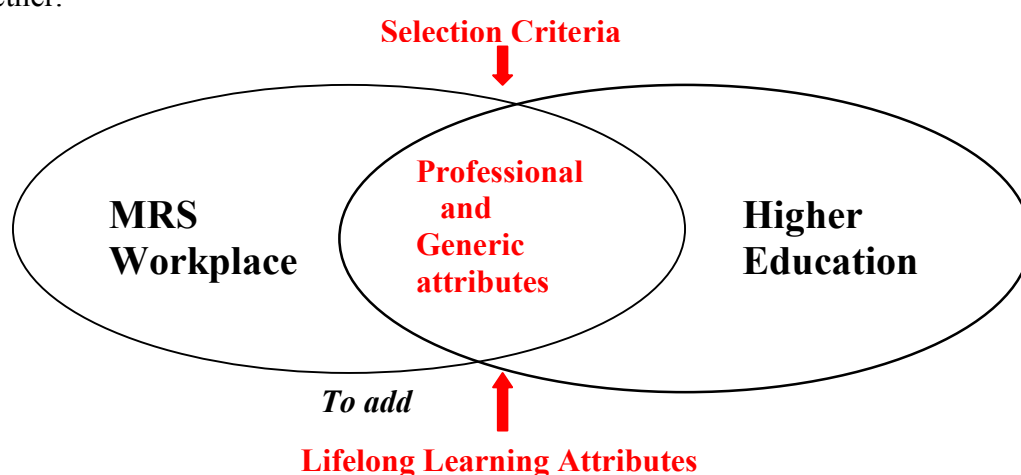 Selection Criteria
Professional
and
Generic
attributes
MRS
Workplace
Higher
Education
To add
Lifelong Learning Attributes